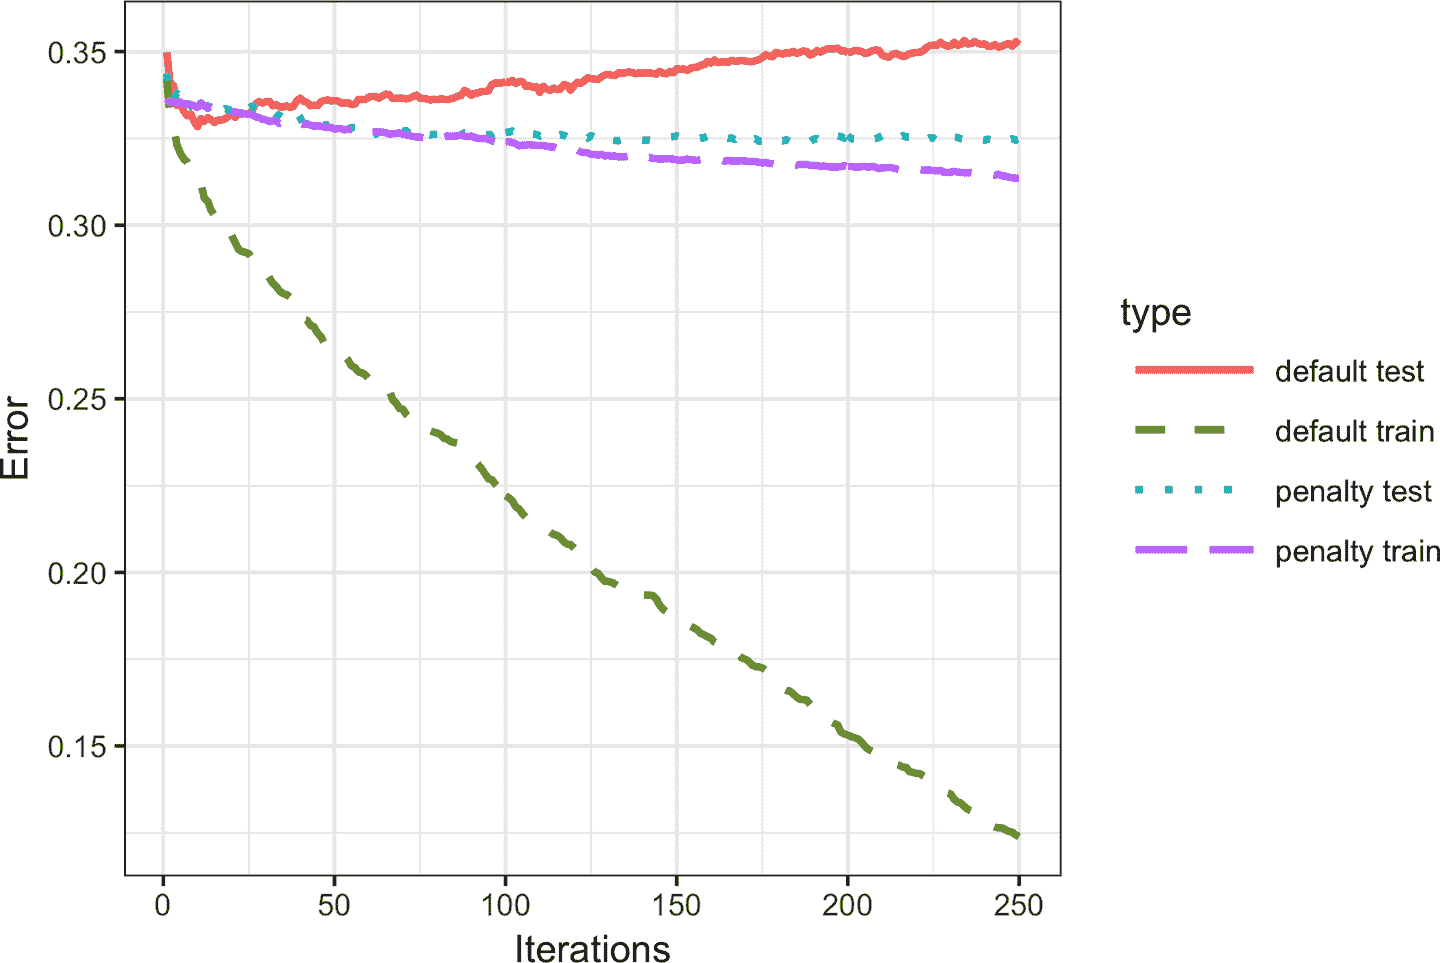 0.35
0.30
0.25
0.20
0.15
Error
0 50 100 150 200 250
Iterations
type
default test
default train
penalty test
penalty train